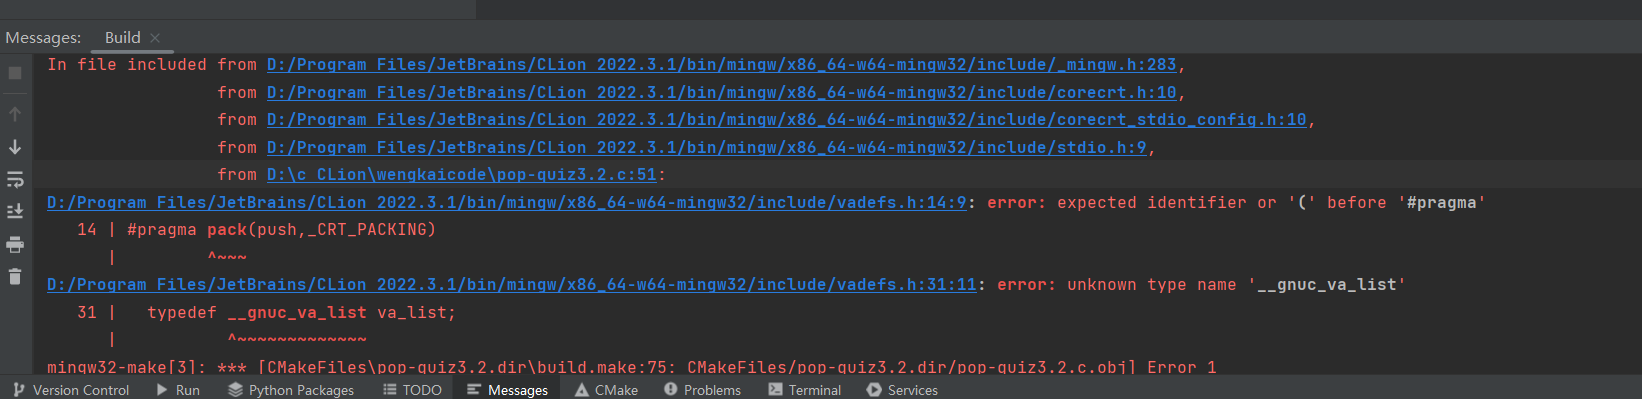 Messages: Build
In file included from D:/Program Files/JetBrains/CLion 2022.3.1/bin/mingw/x86_64-w64-mingw32/include/_mingw.h:283,
from D:/Program Files/JetBrains/CLion 2022.3.1/bin/mingw/x86_64-w64-mingw32/include/corecrt.h:10,
from D:/Program Files/JetBrains/CLion 2022.3.1/bin/mingw/x86_64-w64-mingw32/include/corecrt_stdio_config.h:10,
from D:/Program Files/JetBrains/CLion 2022.3.1/bin/mingw/x86_64-w64-mingw32/include/stdio.h:9,
from D:\c CLion\wengkaicode\pop-quiz3.2.c:51:
D:/Program Files/JetBrains/CLion 2022.3.1/bin/mingw/x86_64-w64-mingw32/include/vadefs.h:14:9: error: expected identifier or '(' before '#pragma'
14 | #pragma pack(push,_CRT_PACKING)
| ^~~~
D:/Program Files/JetBrains/CLion 2022.3.1/bin/mingw/x86_64-w64-mingw32/include/vadefs.h:31:11: error: unknown type name '__gnuc_va_list'
31 | typedef __gnuc_va_list va_list;
| ^~~~~~~~~~~~~~
mingw32-make[3]: *** [CMakeFiles\pop-quiz3.2.dir\build.make:75: CMakeFiles/pop-quiz3.2.dir/pop-quiz3.2.c.obj] Error 1
Version Control Run Python Packages TODO Messages CMake Problems Terminal Services